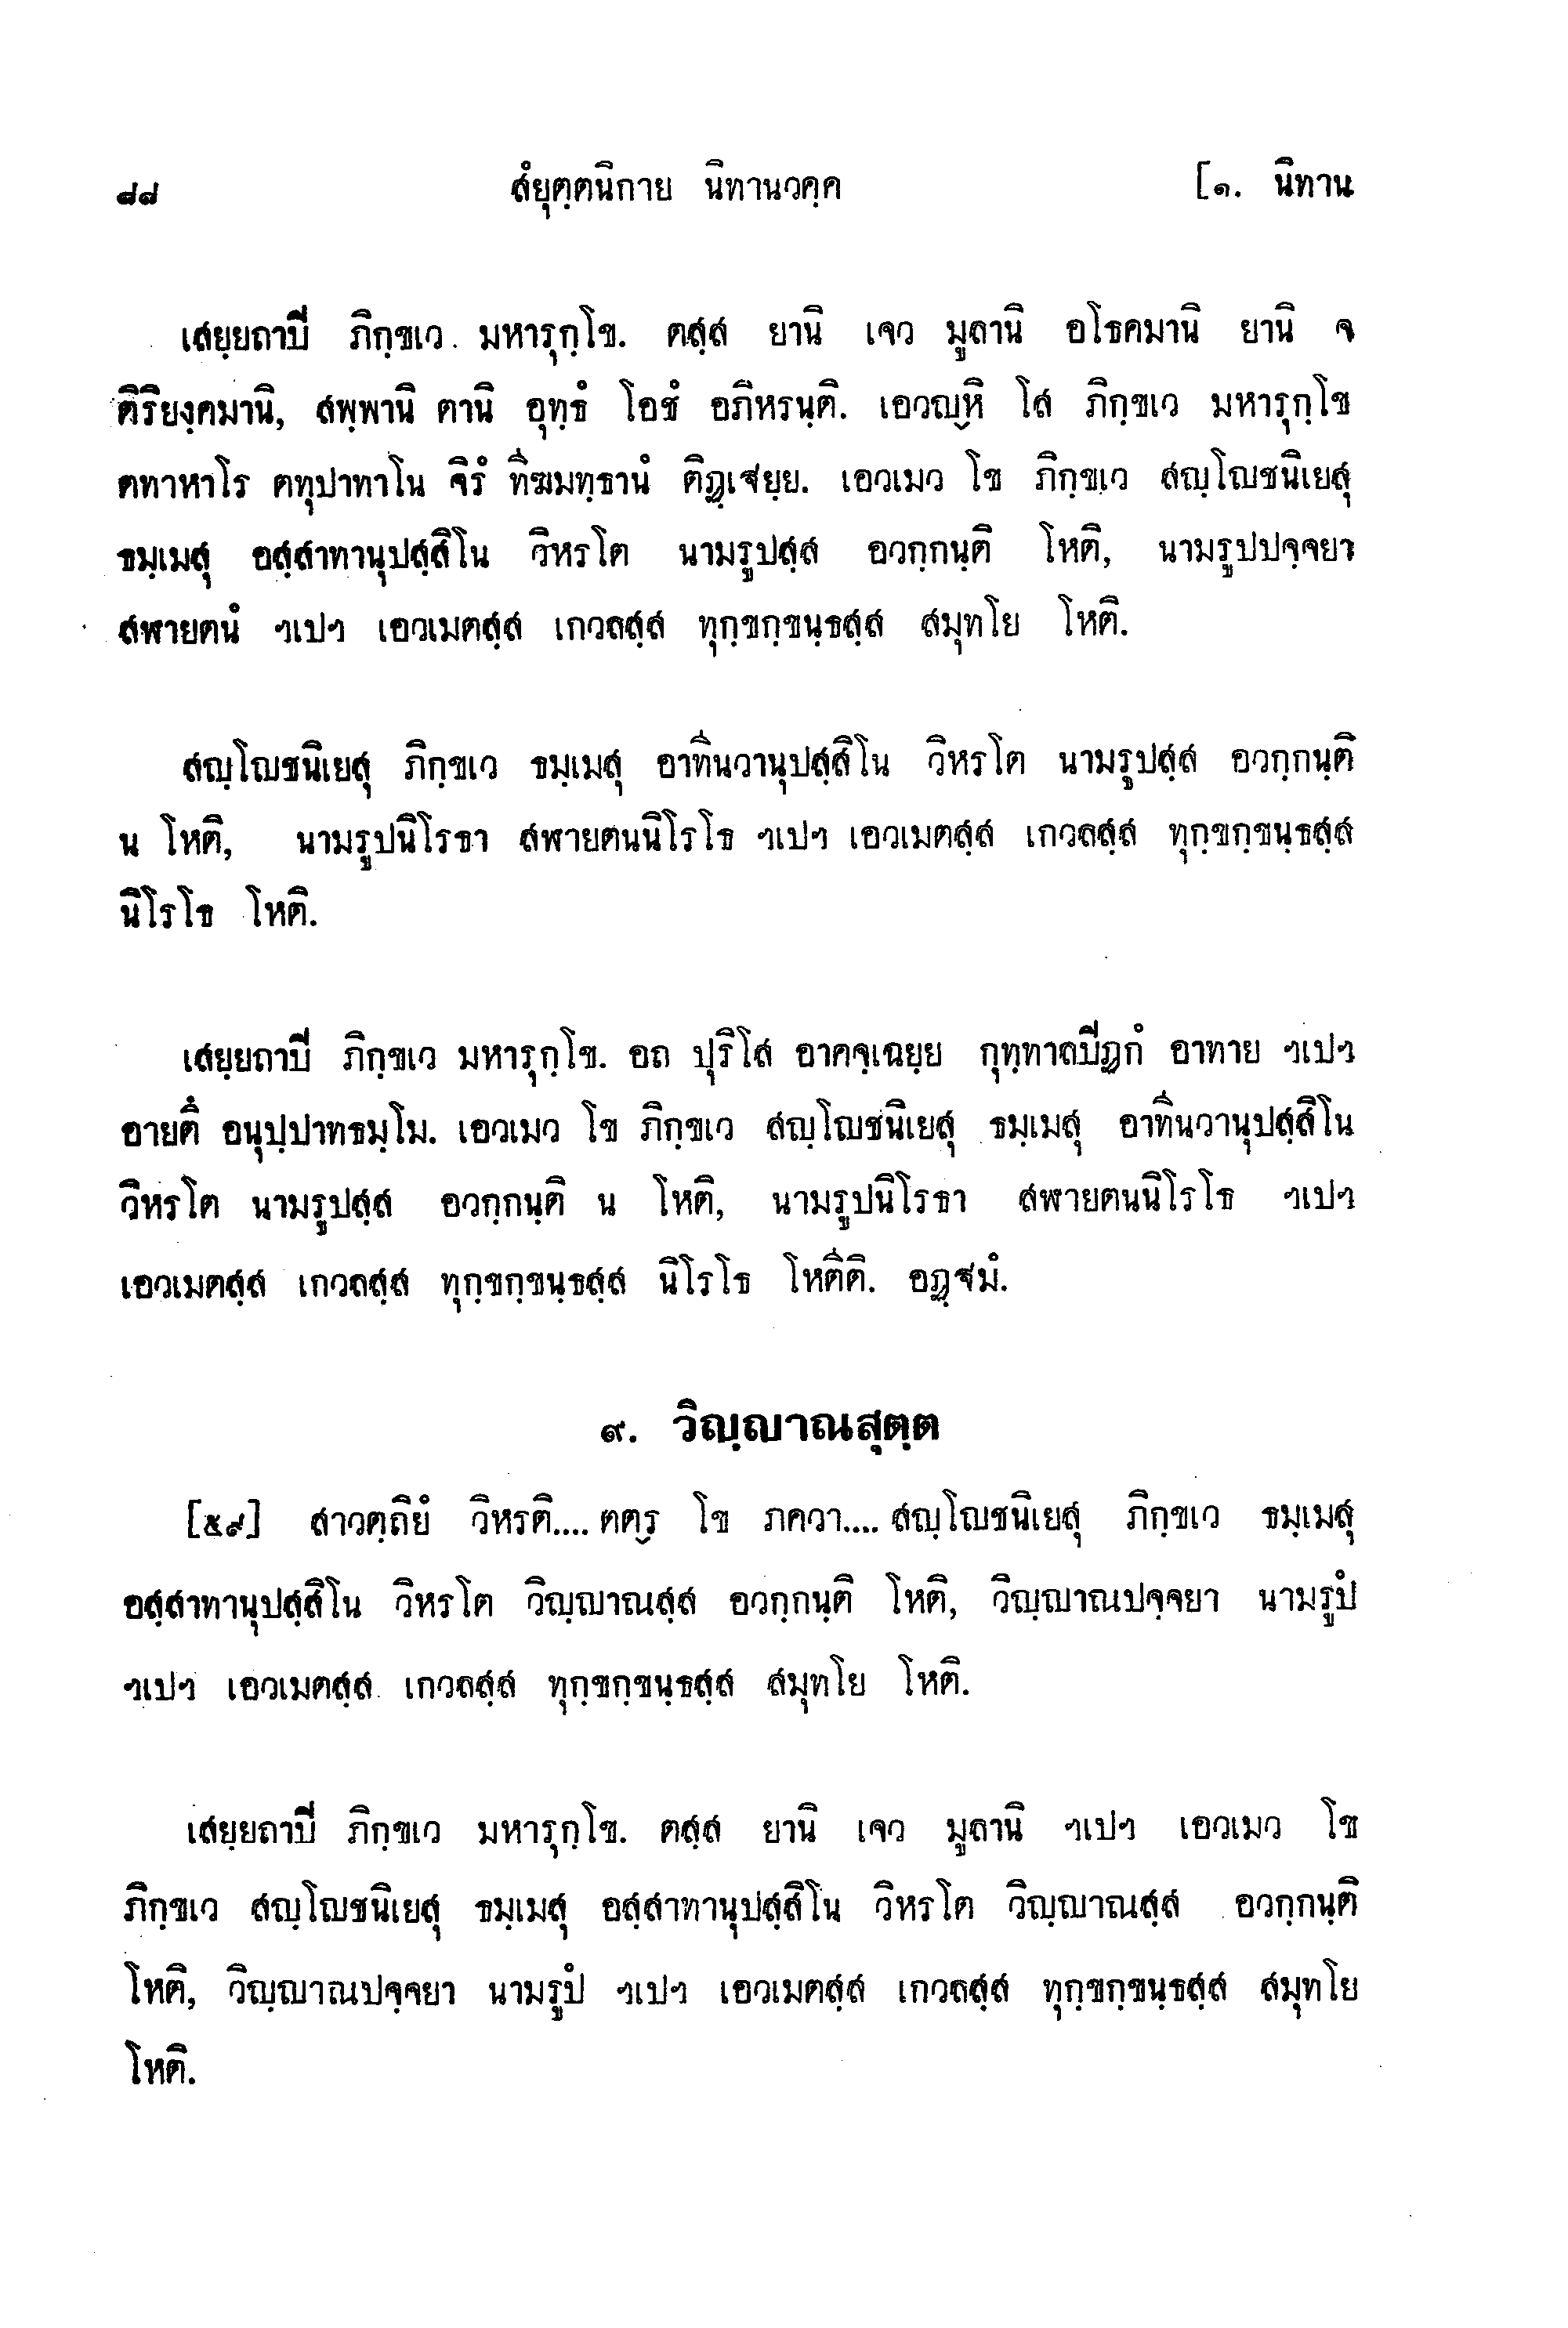 ๘๘ สํยุตฺตนิกาย นิทานวคฺค [๑. นิทาน
เสยฺยถาปี ภิกฺขเว มหารุกฺโข. ตสฺส ยานิ เจว มูลานิ อโธคมานิ ยานิ จ
ติริยงฺคมานิ, สพฺพานิ ตานิ อุทฺธํ โอชํ อภิหรนฺติ. เอวญฺหิ โส ภิกฺขเว มหารุกฺโข
ตทาหาโร ตทุปาทาโน จิรํ ทีฆมทฺธานํ ติฏฺเฐยฺย. เอวเมว โข ภิกฺขเว สญฺโญชนิเยสุ
ธมฺเมสุ อสฺสาทานุปสฺสิโน วิหรโต นามรูปสฺส อวกฺกนฺติ โหติ, นามรูปปจฺจยา
สฬายตนํ ฯเปฯ เอวเมตสฺส เกวลสฺส ทุกฺขกฺขนฺธสฺส สมุทโย โหติ.
สญฺโญชนิเยสุ ภิกฺขเว ธมฺเมสุ อาทีนวานุปสฺสิโน วิหรโต นามรูปสฺส อวกฺกนฺติ
น โหติ, นามรูปนิโรธา สฬายตนนิโรโธ ฯเปฯ เอวเมตสฺส เกวลสฺส ทุกฺขกฺขนฺธสฺส
นิโรโธ โหติ.
เสยฺยถาปี ภิกฺขเว มหารุกฺโข. อถ ปุริโส อาคจฺเฉยฺย กุทฺทาลปีฏกํ อาทาย ฯเปฯ
อายตึ อนุปฺปาทธมฺโม. เอวเมว โข ภิกฺขเว สญฺโญชนิเยสุ ธมฺเมสุ อาทีนวานุปสฺสิโน
วิหรโต นามรูปสฺส อวกฺกนฺติ น โหติ, นามรูปนิโรธา สฬายตนนิโรโธ ฯเปฯ
เอวเมตสฺส เกวลสฺส ทุกฺขกฺขนฺธสฺส นิโรโธ โหตีติ. อฏฺฐมํ.
๙. วิญฺญาณสุตฺต
[๕๙] สาวตฺถิยํ วิหรติ.... ตตฺร โข ภควา.... สญฺโญชนิเยสุ ภิกฺขเว ธมฺเมสุ
อสฺสาทานุปสฺสิโน วิหรโต วิญฺญาณสฺส อวกฺกนฺติ โหติ, วิญฺญาณปจฺจยา นามรูปํ
ฯเปฯ เอวเมตสฺส เกวลสฺส ทุกฺขกฺขนฺธสฺส สมุทโย โหติ.
เสยฺยถาปี ภิกฺขเว มหารุกฺโข. ตสฺส ยานิ เจว มูลานิ ฯเปฯ เอวเมว โข
ภิกฺขเว สญฺโญชนิเยสุ ธมฺเมสุ อสฺสาทานุปสฺสิโน วิหรโต วิญฺญาณสฺส อวกฺกนฺติ
โหติ, วิญฺญาณปจฺจยา นามรูปํ ฯเปฯ เอวเมตสฺส เกวลสฺส ทุกฺขกฺขนฺธสฺส สมุทโย
โหติ.